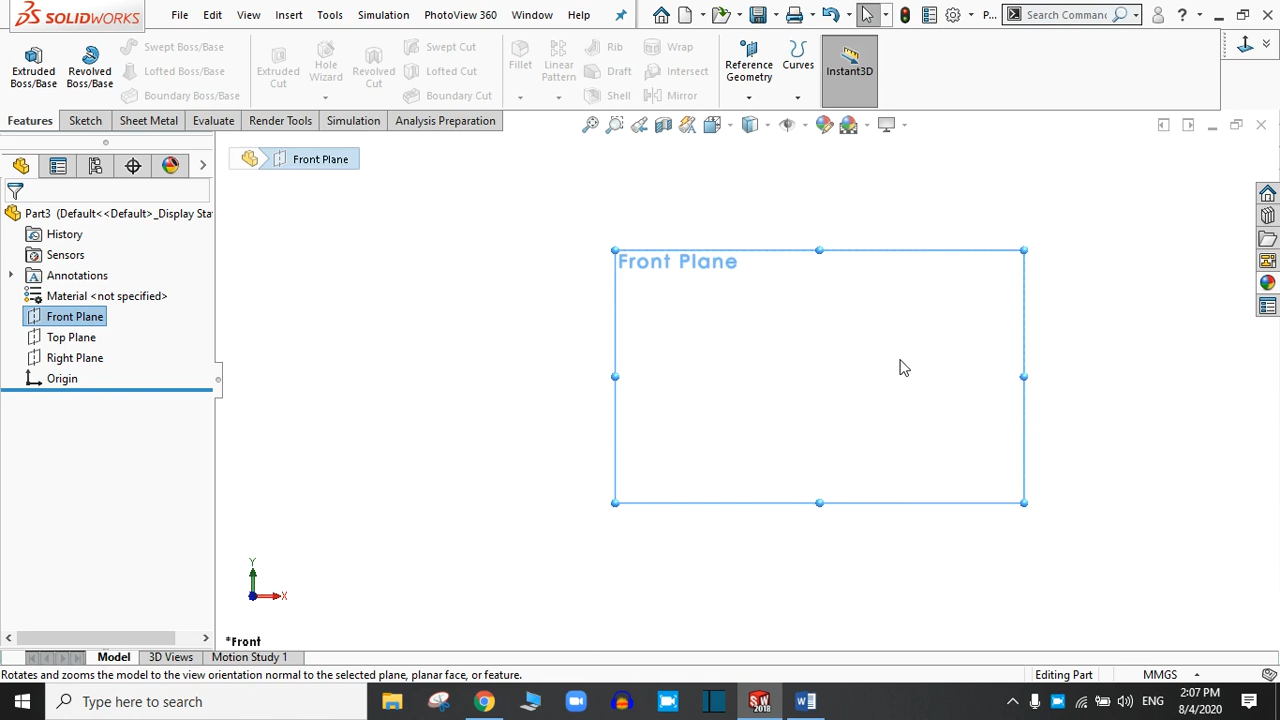 SOLIDWORKS File Edit View Insert Tools Simulation PhotoView 360 Window Help P... Search Comman ?
Extruded Boss/Base
Revolved Boss/Base
Swept Boss/Base
Lofted Boss/Base
Boundary Boss/Base
Extruded Cut
Hole Wizard
Revolved Cut
Swept Cut
Lofted Cut
Boundary Cut
Fillet
Linear Pattern
Rib
Draft
Shell
Wrap
Intersect
Mirror
Reference Geometry
Curves
Instant3D
Features Sketch Sheet Metal Evaluate Render Tools Simulation Analysis Preparation
Front Plane
Part3 (Default<<Default>_Display Sta
History
Sensors
Annotations
Material <not specified>
Front Plane
Top Plane
Right Plane
Origin
Front Plane
Y
X
*Front
Model 3D Views Motion Study 1
Rotates and zooms the model to the view orientation normal to the selected plane, planar face, or feature. Editing Part MMGS
Type here to search
SW 2018
ENG
2:07 PM
8/4/2020